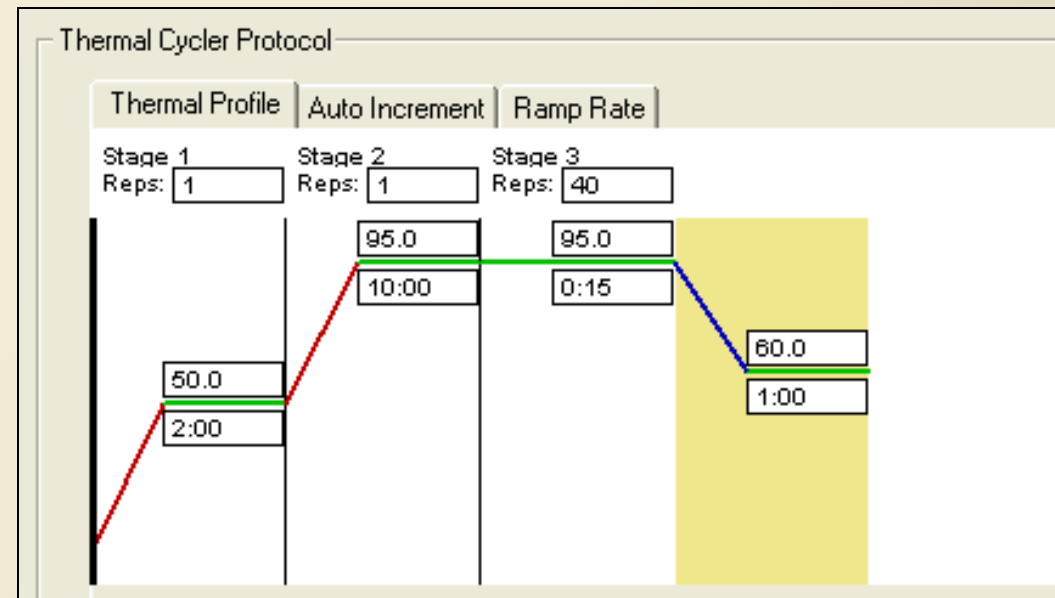 Thermal Cycler Protocol
Thermal Profile Auto Increment Ramp Rate
Stage 1 Stage 2 Stage 3
Reps: 1 Reps: 1 Reps: 40
95.0 95.0
10:00 0:15
60.0
50.0
1:00
2:00